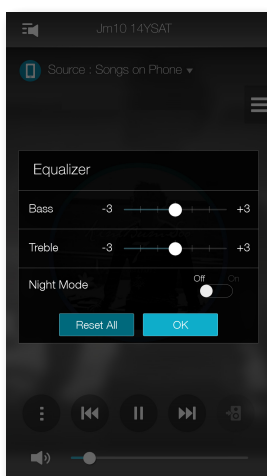 Jm10 14YSAT
Source : Songs on Phone
Equalizer
Bass -3 +3
Treble -3 +3
Night Mode Off On
Reset All OK